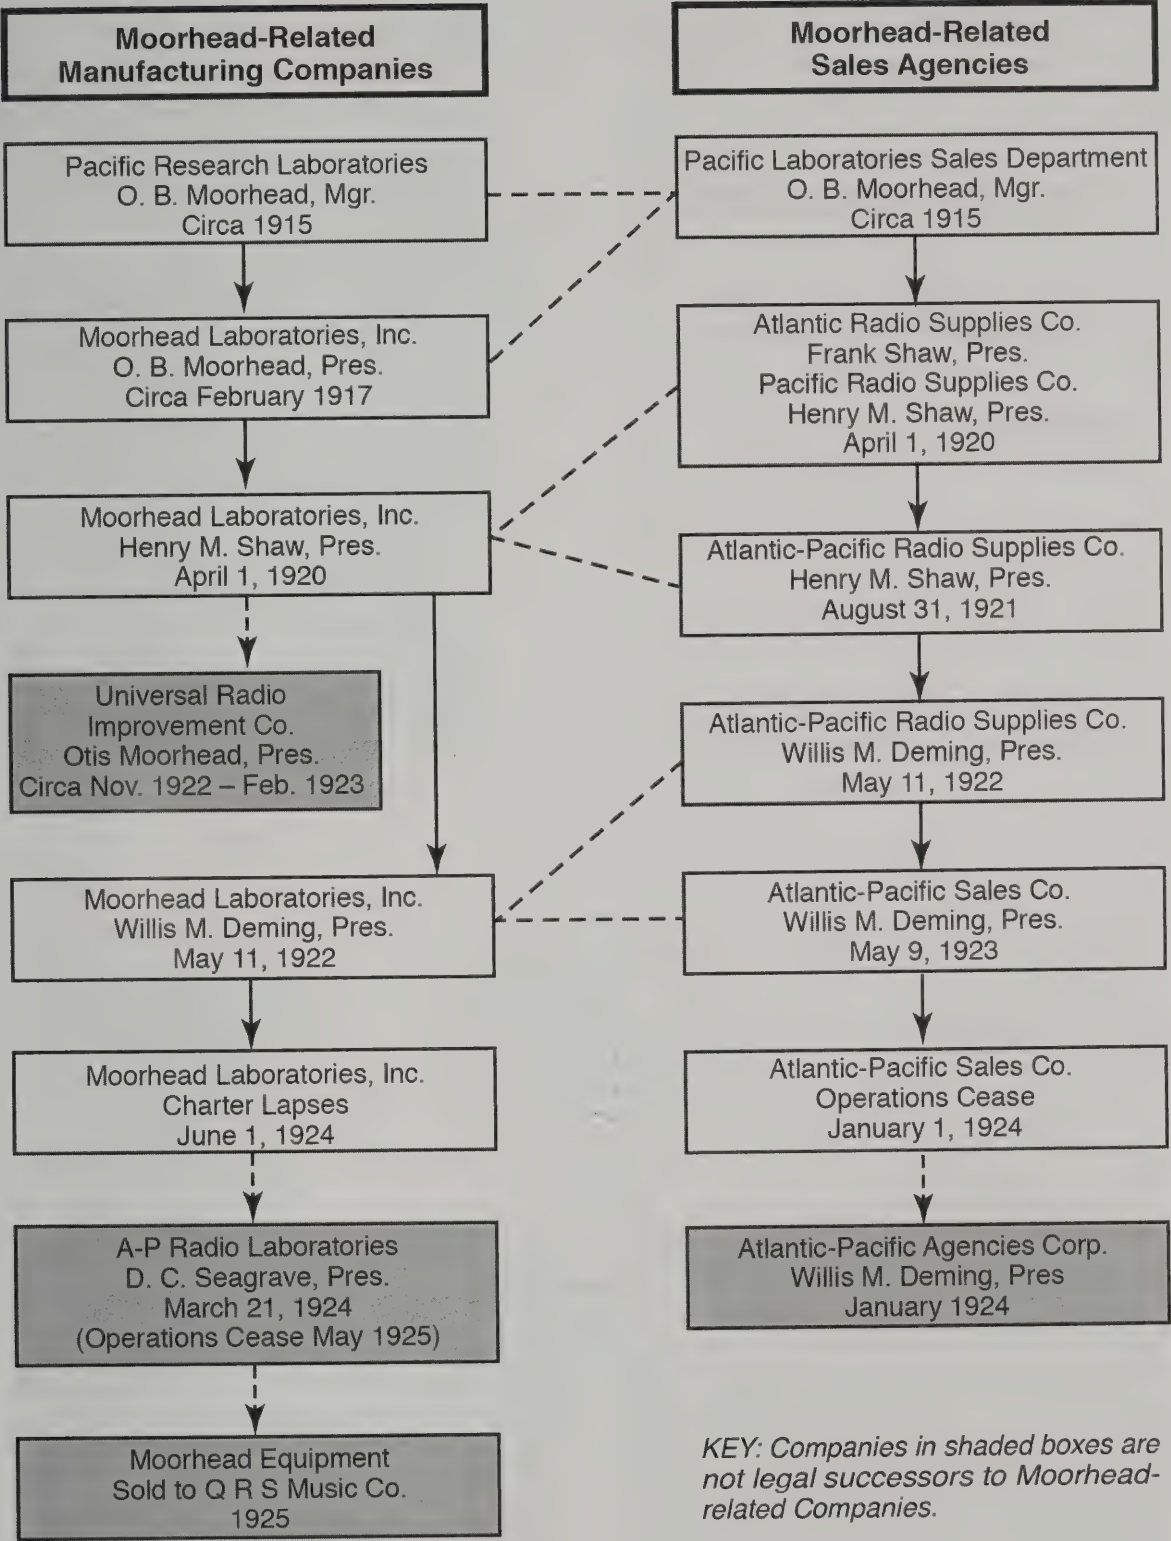 Moorhead-Related
Manufacturing Companies
Pacific Research Laboratories
O. B. Moorhead, Mgr.
Circa 1915
Moorhead Laboratories, Inc.
O. B. Moorhead, Pres.
Circa February 1917
Moorhead Laboratories, Inc.
Henry M. Shaw, Pres.
April 1, 1920
Universal Radio
Improvement Co.
Otis Moorhead, Pres.
Circa Nov. 1922 – Feb. 1923
Moorhead Laboratories, Inc.
Willis M. Deming, Pres.
May 11, 1922
Moorhead Laboratories, Inc.
Charter Lapses
June 1, 1924
A-P Radio Laboratories
D. C. Seagrave, Pres.
March 21, 1924
(Operations Cease May 1925)
Moorhead Equipment
Sold to Q R S Music Co.
1925
Moorhead-Related
Sales Agencies
Pacific Laboratories Sales Department
O. B. Moorhead, Mgr.
Circa 1915
Atlantic Radio Supplies Co.
Frank Shaw, Pres.
Pacific Radio Supplies Co.
Henry M. Shaw, Pres.
April 1, 1920
Atlantic-Pacific Radio Supplies Co.
Henry M. Shaw, Pres.
August 31, 1921
Atlantic-Pacific Radio Supplies Co.
Willis M. Deming, Pres.
May 11, 1922
Atlantic-Pacific Sales Co.
Willis M. Deming, Pres.
May 9, 1923
Atlantic-Pacific Sales Co.
Operations Cease
January 1, 1924
Atlantic-Pacific Agencies Corp.
Willis M. Deming, Pres
January 1924
KEY: Companies in shaded boxes are
not legal successors to Moorhead-
related Companies.